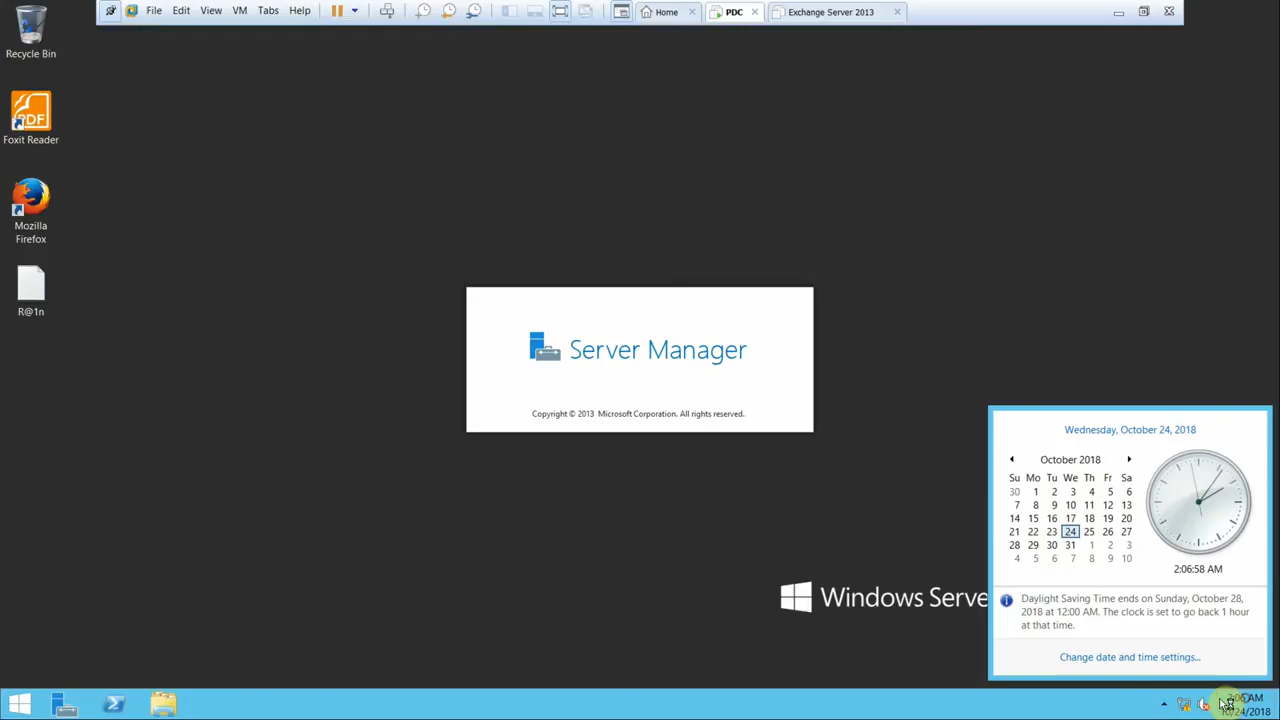 File Edit View VM Tabs Help Home PDC Exchange Server 2013
Recycle Bin
PDF
Foxit Reader
Mozilla
Firefox
R@1n
Server Manager
Copyright © 2013 Microsoft Corporation. All rights reserved.
Windows Serve
Wednesday, October 24, 2018
October 2018
Su Mo Tu We Th Fr Sa
30 1 2 3 4 5 6
7 8 9 10 11 12 13
14 15 16 17 18 19 20
21 22 23 24 25 26 27
28 29 30 31 1 2 3
4 5 6 7 8 9 10
2:06:58 AM
Daylight Saving Time ends on Sunday, October 28,
2018 at 12:00 AM. The clock is set to go back 1 hour
at that time.
Change date and time settings...
AM
10/24/2018